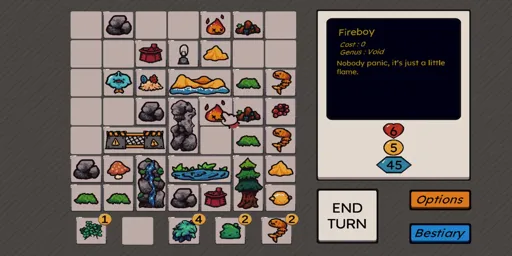 Fireboy
Cost : 0
Genus : Void
Nobody panic, it's just a little
flame.
6
5
45
END
TURN
Options
Bestiary
1
4
2
2